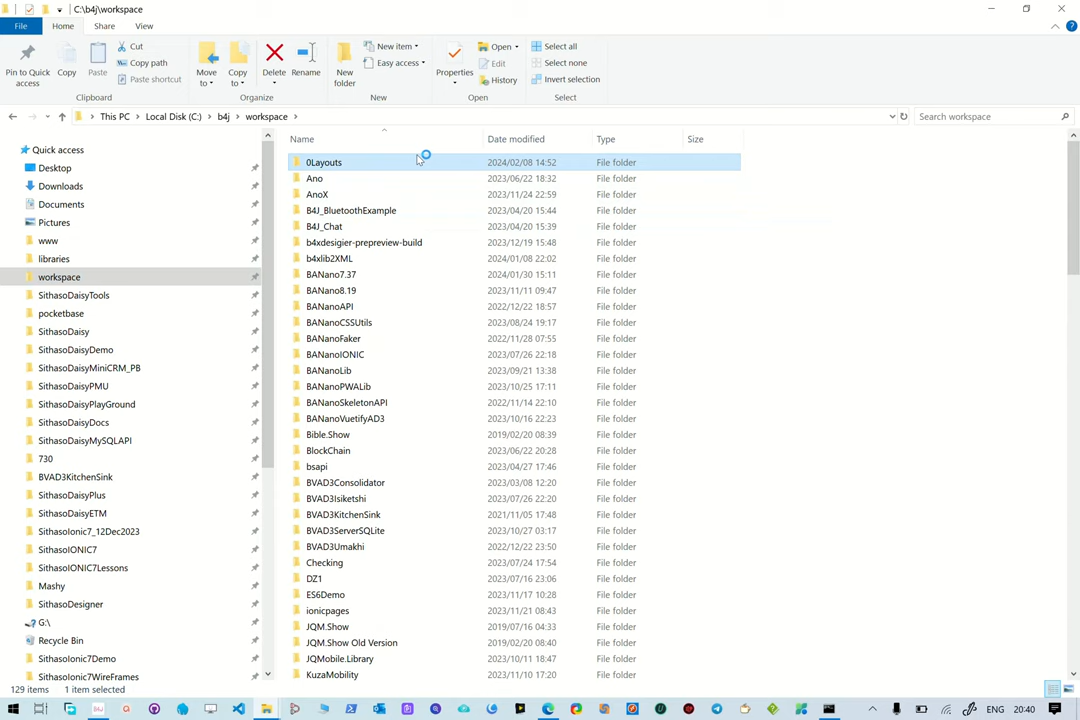 C:\b4j\workspace
File Home Share View
Pin to Quick access
Copy
Paste
Cut
Copy path
Paste shortcut
Clipboard
Move to
Copy to
Delete
Rename
Organize
New folder
New item
Easy access
New
Properties
Open
Edit
History
Open
Select all
Select none
Invert selection
Select
This PC > Local Disk (C:) > b4j > workspace >
Search workspace
Quick access
Desktop
Downloads
Documents
Pictures
www
libraries
workspace
SithasoDaisyTools
pocketbase
SithasoDaisy
SithasoDaisyDemo
SithasoDaisyMiniCRM_PB
SithasoDaisyPMU
SithasoDaisyPlayGround
SithasoDaisyDocs
SithasoDaisyMySQLAPI
730
BVAD3KitchenSink
SithasoDaisyPlus
SithasoDaisyETM
SithasoIonic7_12Dec2023
SithasoIONIC7
SithasoIONIC7Lessons
Mashy
SithasoDesigner
G:\
Recycle Bin
SithasoIonic7Demo
SithasoIonic7WireFrames
Name Date modified Type Size
0Layouts 2024/02/08 14:52 File folder
Ano 2023/06/22 18:32 File folder
AnoX 2023/11/24 22:59 File folder
B4J_BluetoothExample 2023/04/20 15:44 File folder
B4J_Chat 2023/04/20 15:39 File folder
b4xdesigier-prepreview-build 2023/12/19 15:48 File folder
b4xlib2XML 2024/01/08 22:02 File folder
BANano7.37 2024/01/30 15:11 File folder
BANano8.19 2023/11/11 09:47 File folder
BANanoAPI 2022/12/22 18:57 File folder
BANanoCSSUtils 2023/08/24 19:17 File folder
BANanoFaker 2022/11/28 07:55 File folder
BANanoIONIC 2023/07/26 22:18 File folder
BANanoLib 2023/09/21 13:38 File folder
BANanoPWALib 2023/10/25 17:11 File folder
BANanoSkeletonAPI 2022/11/14 22:10 File folder
BANanoVuetifyAD3 2023/10/16 22:23 File folder
Bible.Show 2019/02/20 08:39 File folder
BlockChain 2023/06/22 20:28 File folder
bsapi 2023/04/27 17:46 File folder
BVAD3Consolidator 2023/03/08 12:20 File folder
BVAD3Isiketshi 2023/07/26 22:20 File folder
BVAD3KitchenSink 2021/11/05 17:48 File folder
BVAD3ServerSQLite 2023/10/27 03:17 File folder
BVAD3Umakhi 2022/12/22 23:50 File folder
Checking 2023/07/24 17:54 File folder
DZ1 2023/07/16 23:06 File folder
ES6Demo 2023/11/17 10:28 File folder
ionicpages 2023/11/21 08:43 File folder
JQM.Show 2019/07/16 04:33 File folder
JQM.Show Old Version 2019/02/20 08:40 File folder
JQMobile.Library 2023/10/11 18:47 File folder
KuzaMobility 2023/11/10 17:20 File folder
129 items 1 item selected
ENG 20:40